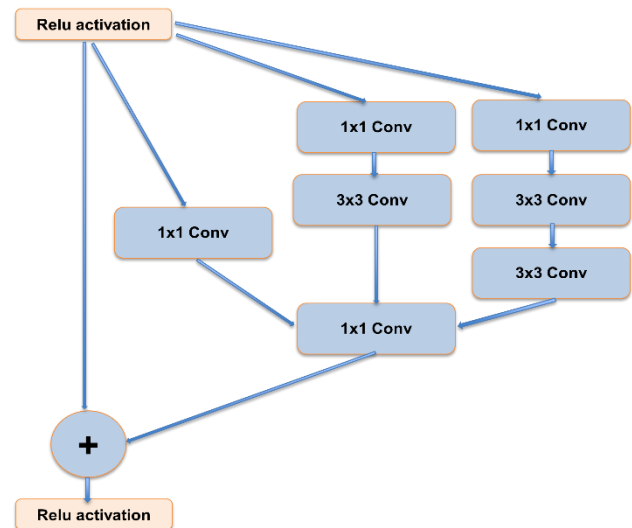 Relu activation
1x1 Conv
1x1 Conv
3x3 Conv
3x3 Conv
1x1 Conv
3x3 Conv
1x1 Conv
+
Relu activation